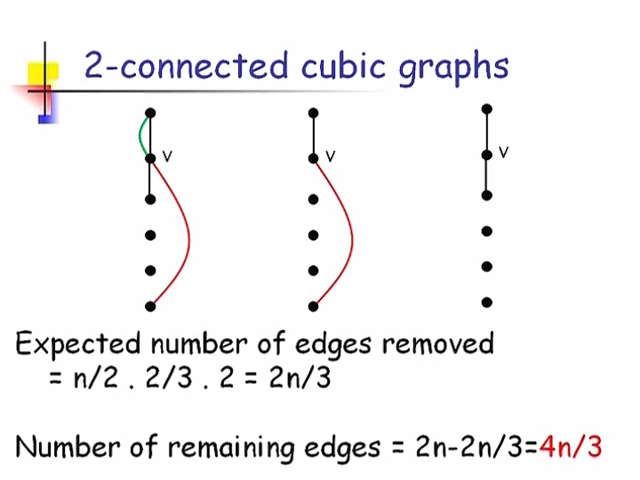 2-connected cubic graphs
v
v
v
Expected number of edges removed
= n/2 . 2/3 . 2 = 2n/3
Number of remaining edges = 2n-2n/3=4n/3